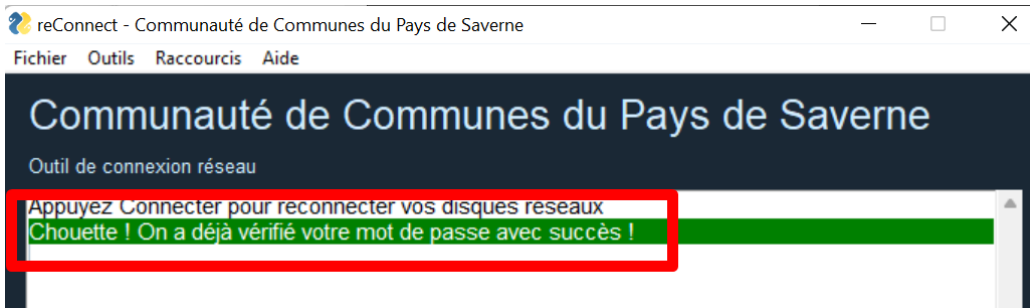 reConnect - Communauté de Communes du Pays de Saverne
Fichier Outils Raccourcis Aide
Communauté de Communes du Pays de Saverne
Outil de connexion réseau
Appuyez Connecter pour reconnecter vos disques réseaux
Chouette ! On a déjà vérifié votre mot de passe avec succès !